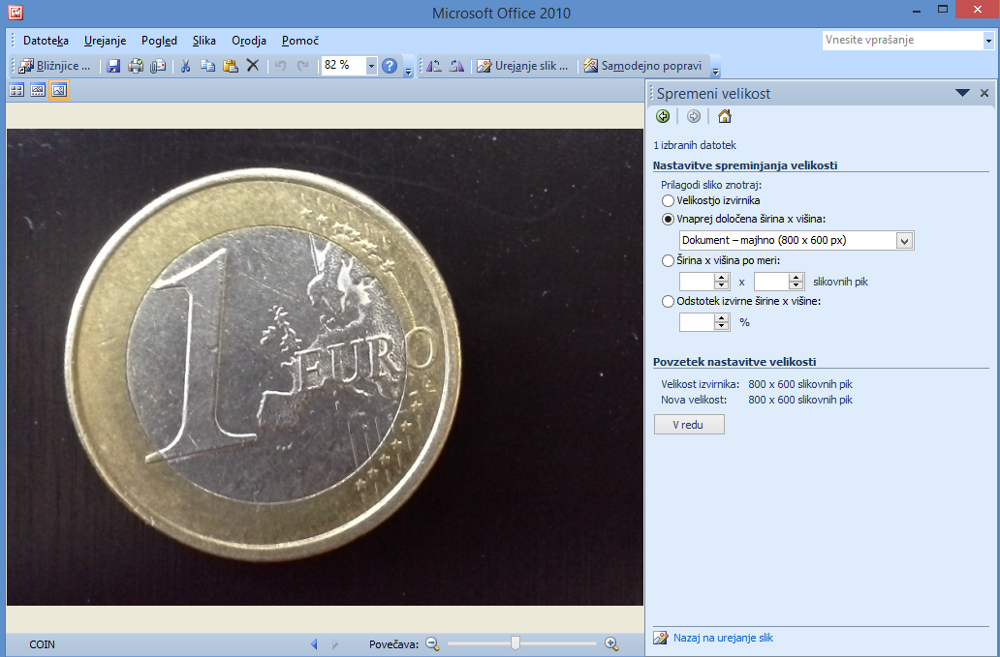 Microsoft Office 2010
Datoteka Urejanje Pogled Slika Orodja Pomoč
Vnesite vprašanje
Bližnjice ... 82 % Urejanje slik ... Samodejno popravi
Spremeni velikost
1 izbranih datotek
Nastavitve spreminjanja velikosti
Prilagodi sliko znotraj:
Velikostjo izvirnika
Vnaprej določena širina x višina:
Dokument – majhno (800 x 600 px)
Širina x višina po meri:
x slikovnih pik
Odstotek izvirne širine x višine:
%
Povzetek nastavitve velikosti
Velikost izvirnika: 800 x 600 slikovnih pik
Nova velikost: 800 x 600 slikovnih pik
V redu
1 EURO
Nazaj na urejanje slik
COIN
Povečava: